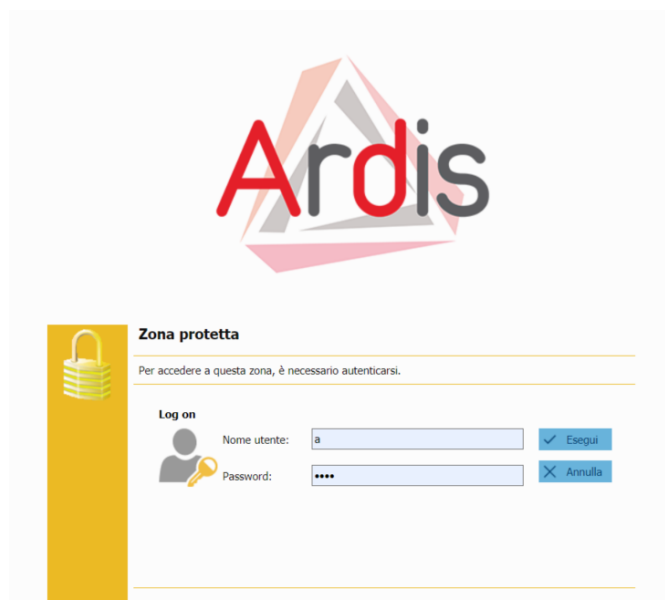 Ardis
Zona protetta
Per accedere a questa zona, è necessario autenticarsi.
Log on
Nome utente: a Esegui
Password: •••• Annulla